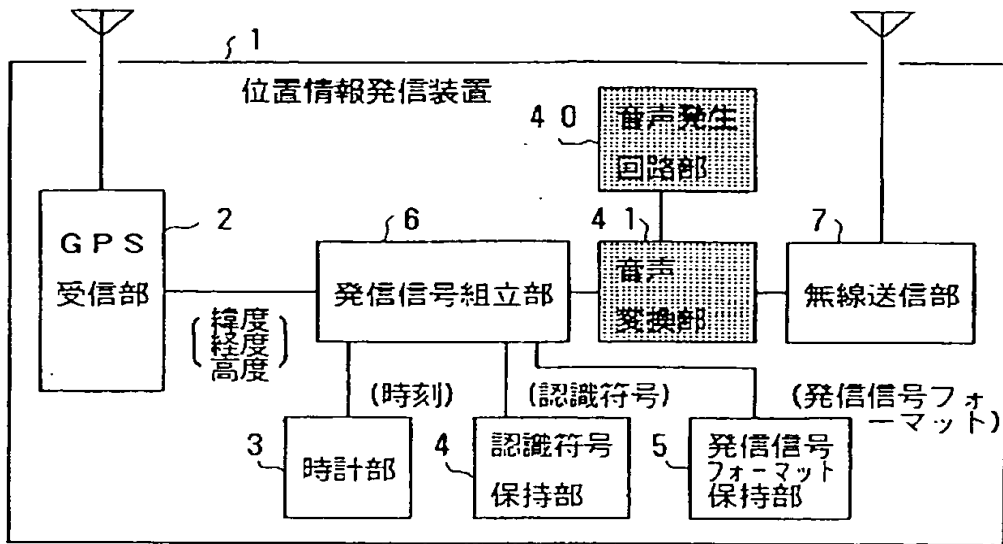 1
位置情報発信装置
40
音声発生
回路部
2
GPS
受信部
6
発信信号組立部
41
音声
変換部
7
無線送信部
(緯度
経度
高度)
(時刻)
(認識符号)
(発信信号フォ
ーマット)
3
時計部
4
認識符号
保持部
5
発信信号
フォーマット
保持部